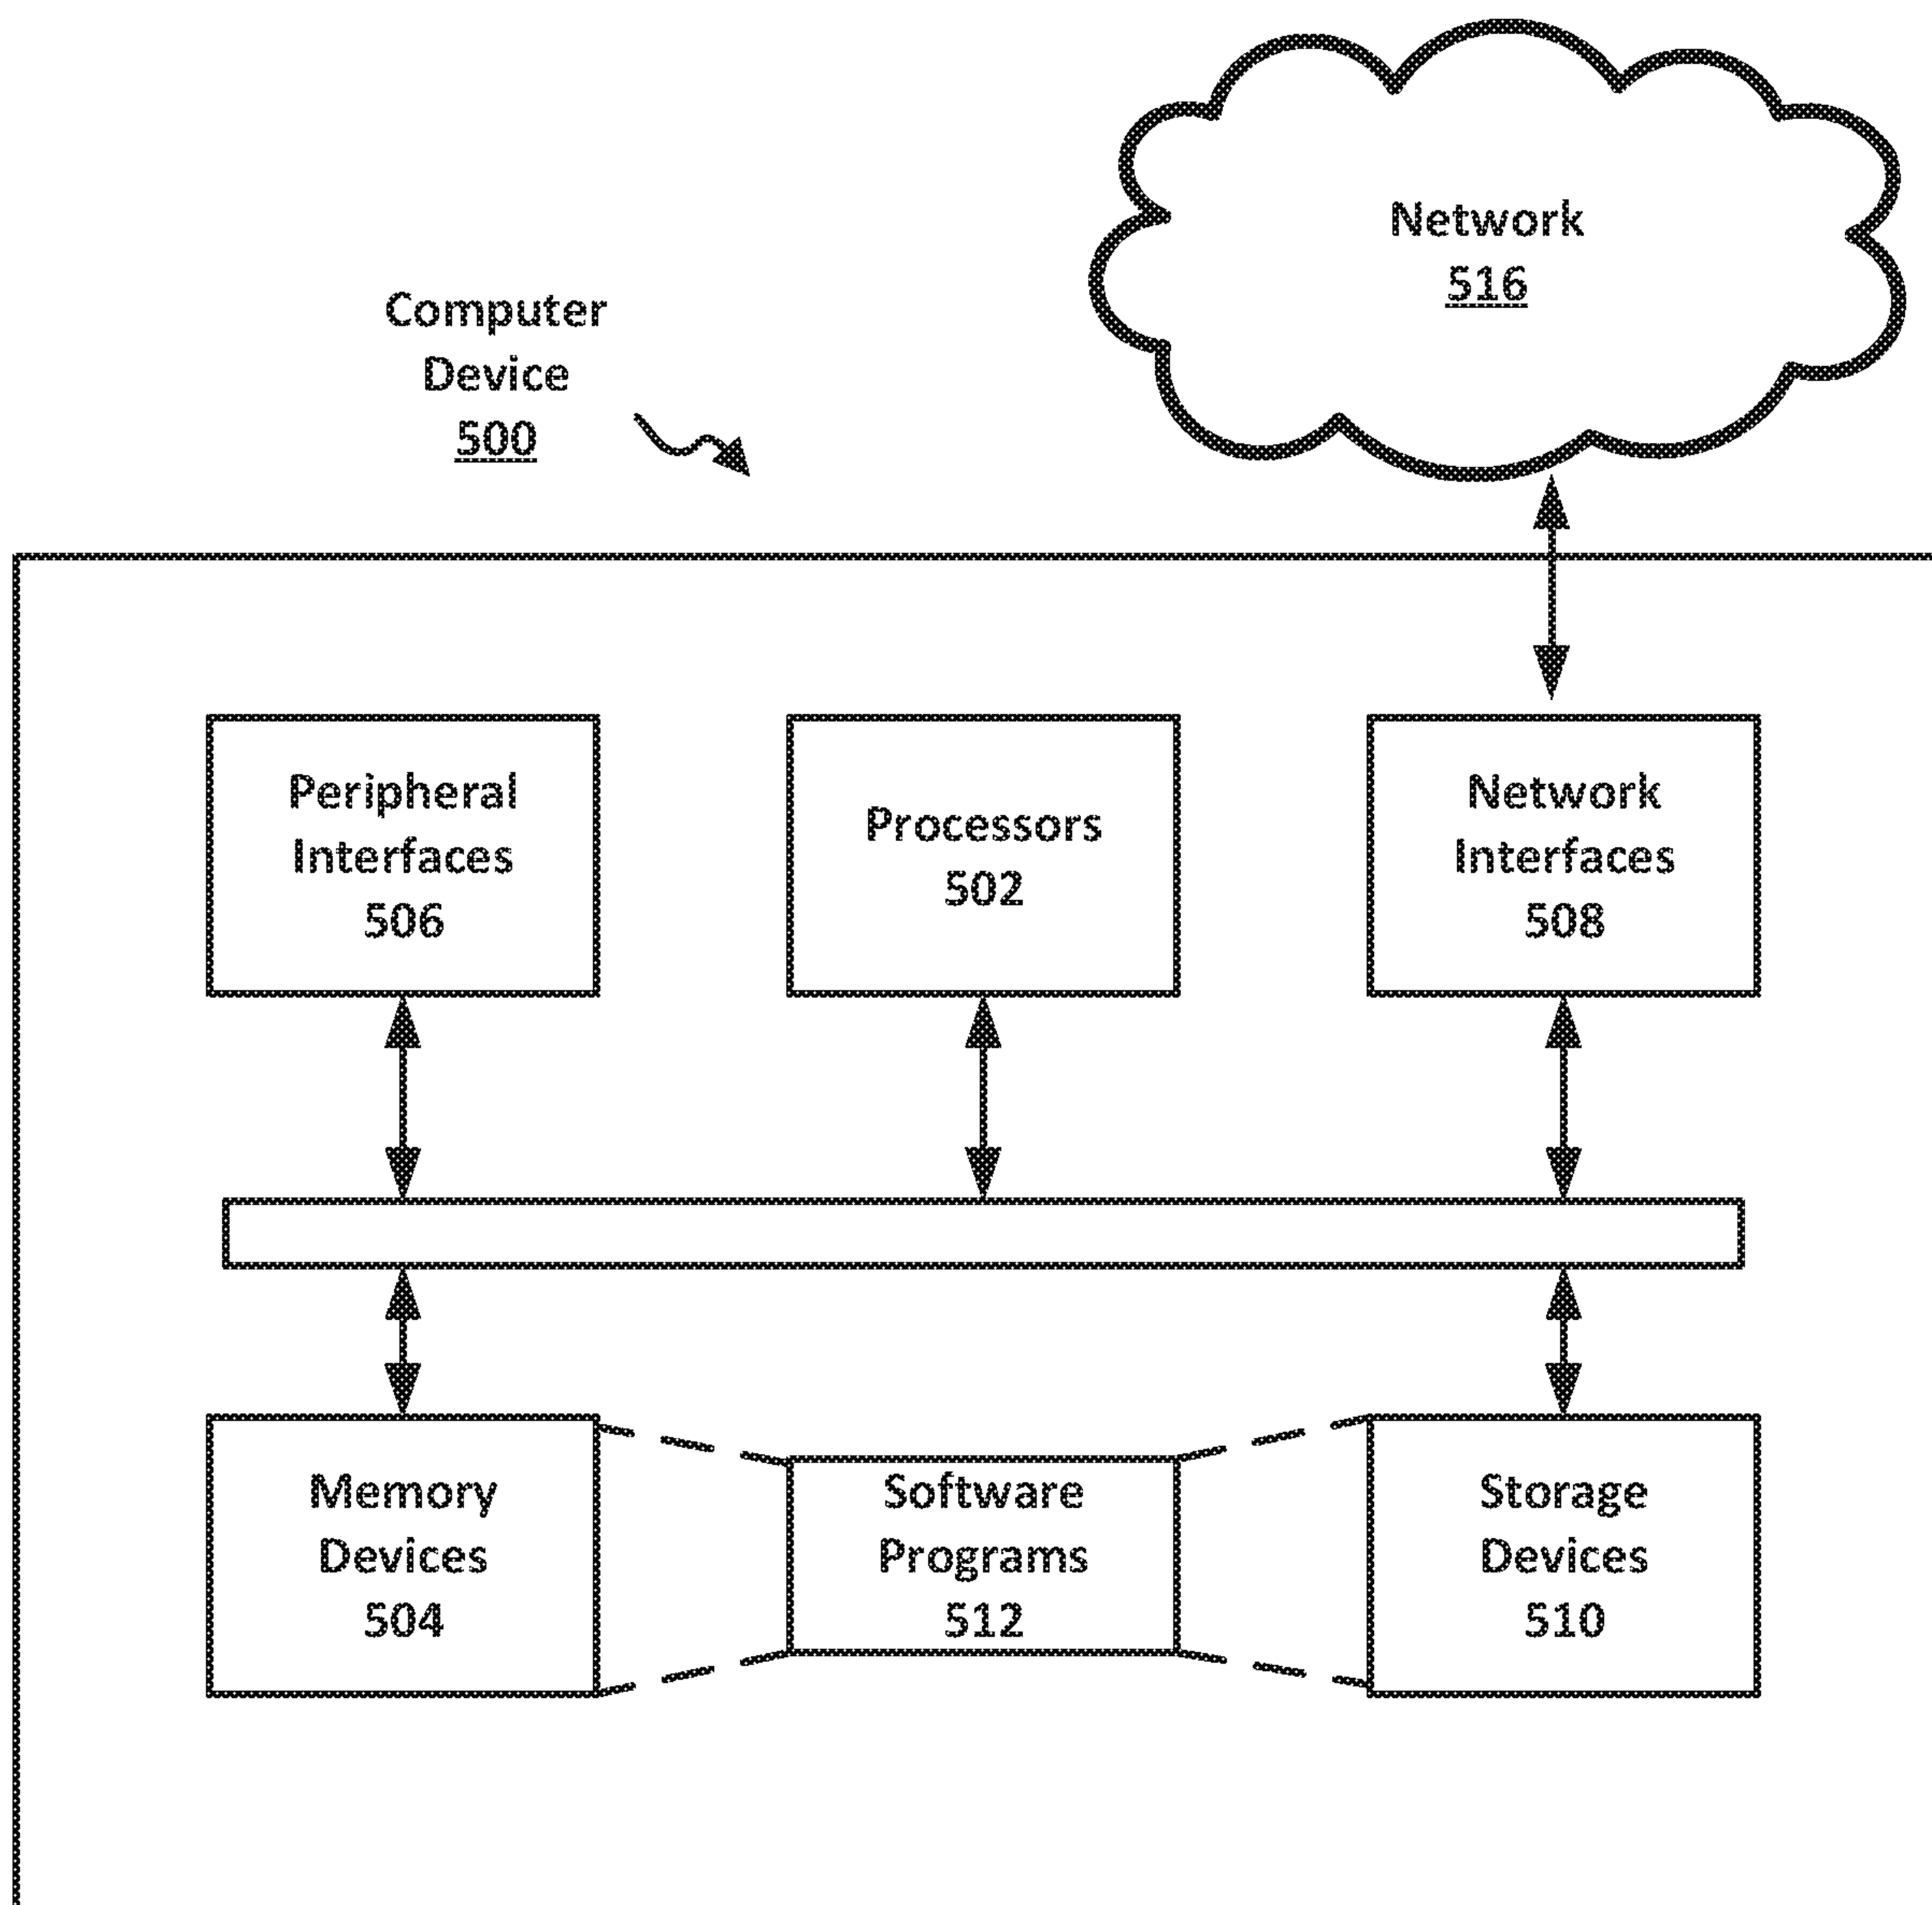 Network
516
Computer
Device
500
Peripheral
Interfaces
506
Processors
502
Network
Interfaces
508
Memory
Devices
504
Software
Programs
512
Storage
Devices
510